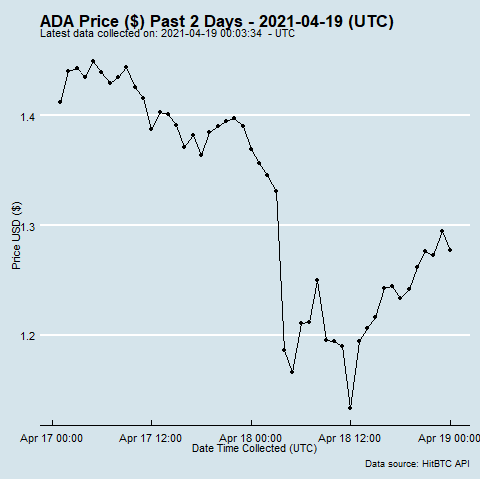 ADA Price ($) Past 2 Days - 2021-04-19 (UTC)
Latest data collected on: 2021-04-19 00:03:34 - UTC
1.4
1.3
1.2
Price USD ($)
Apr 17 00:00 Apr 17 12:00 Apr 18 00:00 Apr 18 12:00 Apr 19 00:00
Date Time Collected (UTC)
Data source: HitBTC API